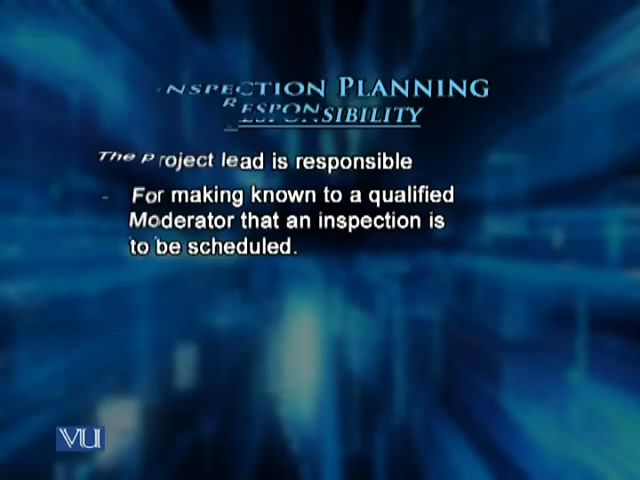 INSPECTION PLANNING
RESPONSIBILITY
The project lead is responsible
- For making known to a qualified
Moderator that an inspection is
to be scheduled.
VU